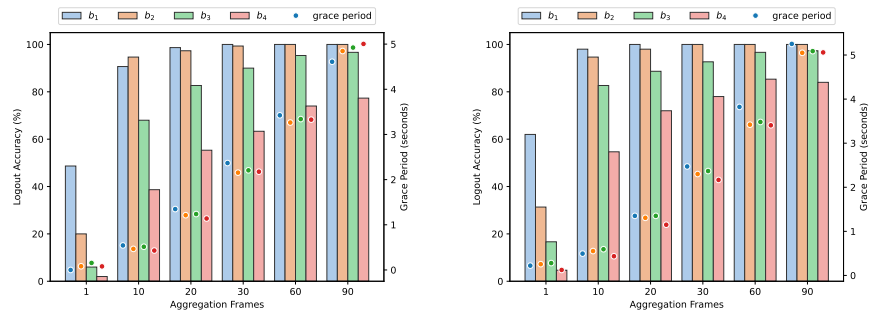 b1 b2 b3 b4 grace period
100
80
60
40
20
0
Logout Accuracy (%)
5
4
3
2
1
0
Grace Period (seconds)
1 10 20 30 60 90
Aggregation Frames
b1 b2 b3 b4 grace period
100
80
60
40
20
0
Logout Accuracy (%)
5
4
3
2
1
0
Grace Period (seconds)
1 10 20 30 60 90
Aggregation Frames